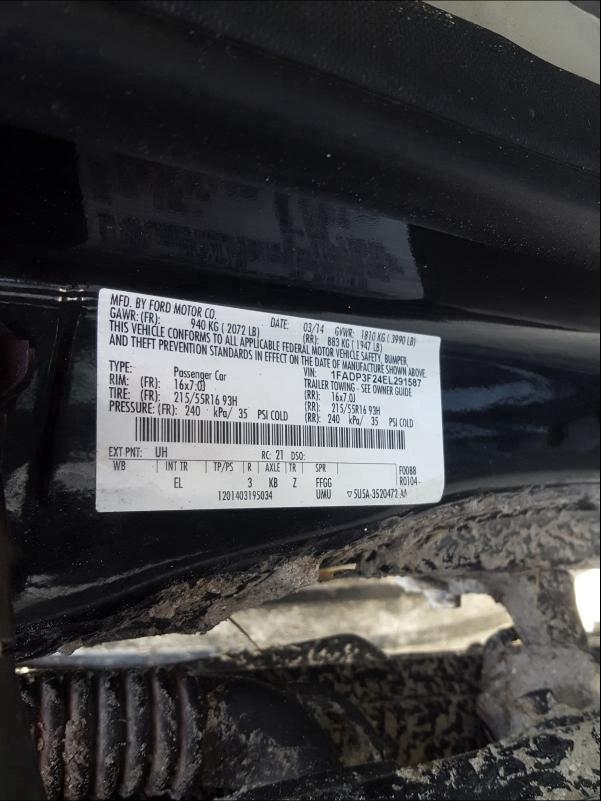 MFD. BY FORD MOTOR CO.
DATE: 03/14 GVWR: 1810 KG ( 3990 LB)
GAWR: (FR): 940 KG ( 2072 LB) (RR): 883 KG ( 1947 LB)
THIS VEHICLE CONFORMS TO ALL APPLICABLE FEDERAL MOTOR VEHICLE SAFETY, BUMPER,
AND THEFT PREVENTION STANDARDS IN EFFECT ON THE DATE OF MANUFACTURE SHOWN ABOVE.
VIN: 1FADP3F24EL291587
TYPE: Passenger Car TRAILER TOWING - SEE OWNER GUIDE
RIM: (FR): 16x7.0J (RR): 16x7.0J
TIRE: (FR): 215/55R16 93H (RR): 215/55R16 93H
PRESSURE: (FR): 240 kPa/ 35 PSI COLD (RR): 240 kPa/ 35 PSI COLD
EXT PNT: UH RC: 21 DSO: F0088
WB INT TR TP/PS R AXLE TR SPR R0104
EL 3 KB Z FFGG
1201403195034 UMU ▽ 5U5A-3520472